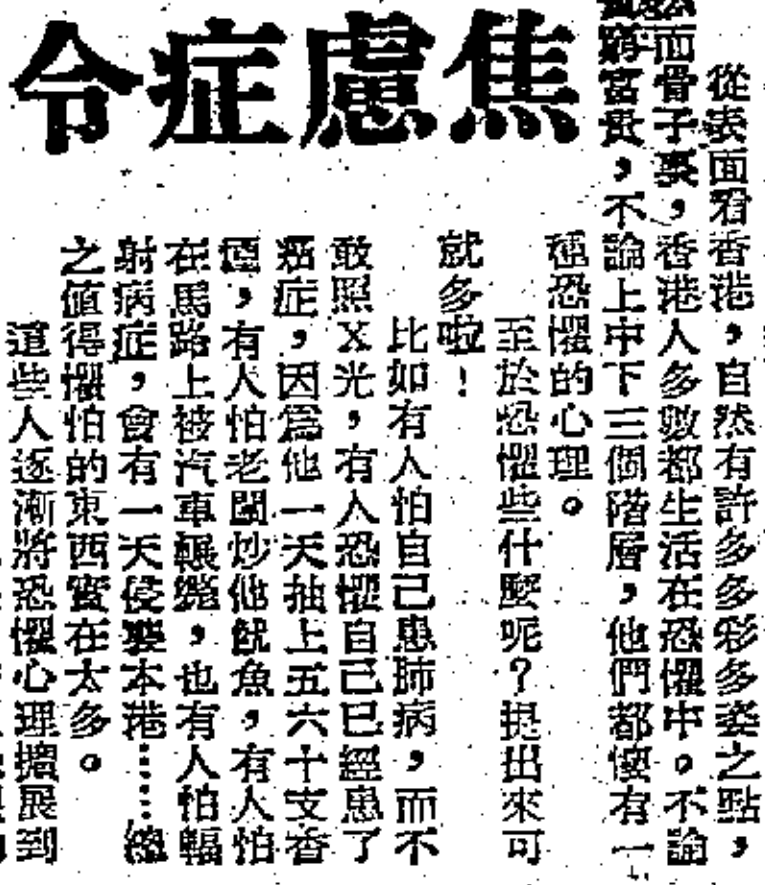 焦慮症令
從表面看香港,自然有許多多彩多姿之點,
然而骨子裏,香港人多數都生活在恐懼中。不論
窮富貴,不論上中下三個階層,他們都懷有一
種恐懼的心理。
至於恐懼些什麼呢?提出來可
就多啦!
比如有人怕自己患肺病,而不
敢照X光,有人恐懼自己已經患了
癌症,因爲他一天抽上五六十支香
煙,有人怕老闆炒他魷魚,有人怕
在馬路上被汽車輾斃,也有人怕輻
射病症,會有一天侵襲本港……總
之值得懼怕的東西實在太多。
這些人逐漸將恐懼心理擴展到